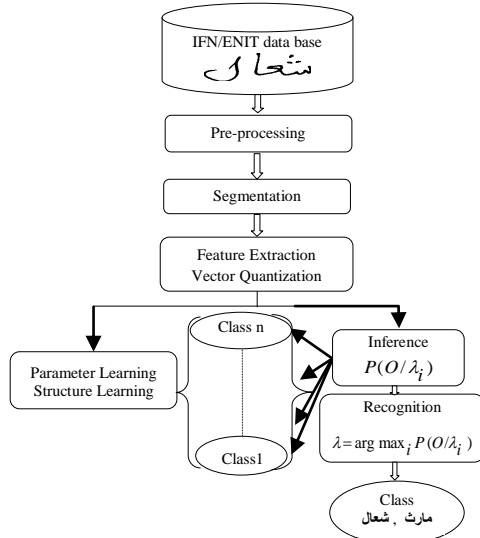 IFN/ENIT data base
شعال
Pre-processing
Segmentation
Feature Extraction
Vector Quantization
Class n
Inference
P(O/λi)
Parameter Learning
Structure Learning
Recognition
λ= arg max i P(O/λi)
Class1
Class
مارث , شعال